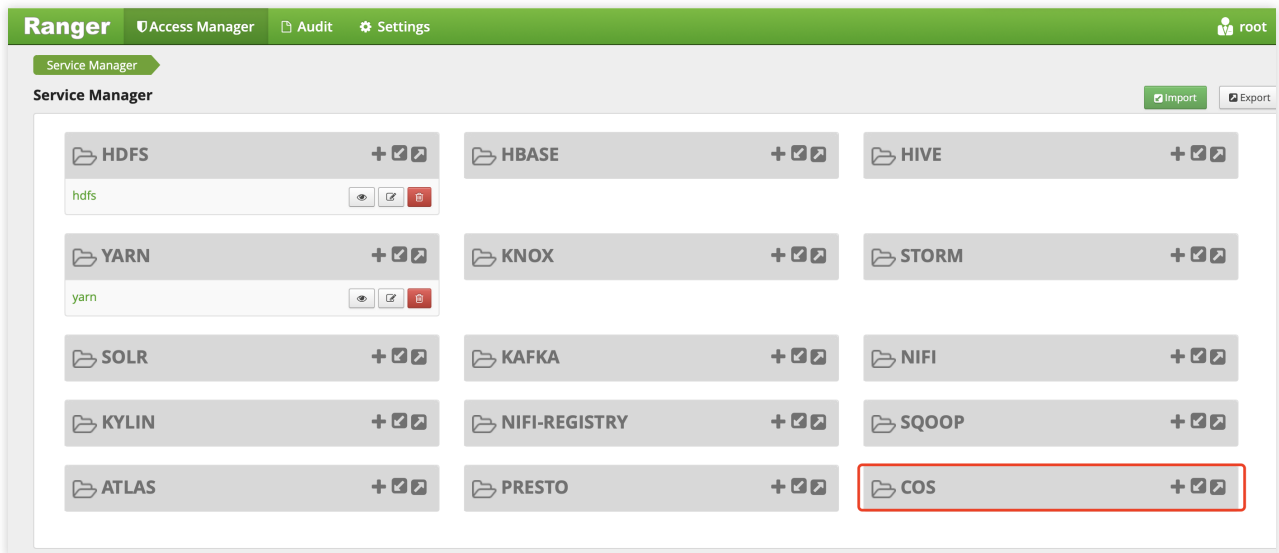 Ranger Access Manager Audit Settings root
Service Manager
Service Manager Import Export
HDFS HBASE HIVE
hdfs
YARN KNOX STORM
yarn
SOLR KAFKA NIFI
KYLIN NIFI-REGISTRY SQOOP
ATLAS PRESTO COS